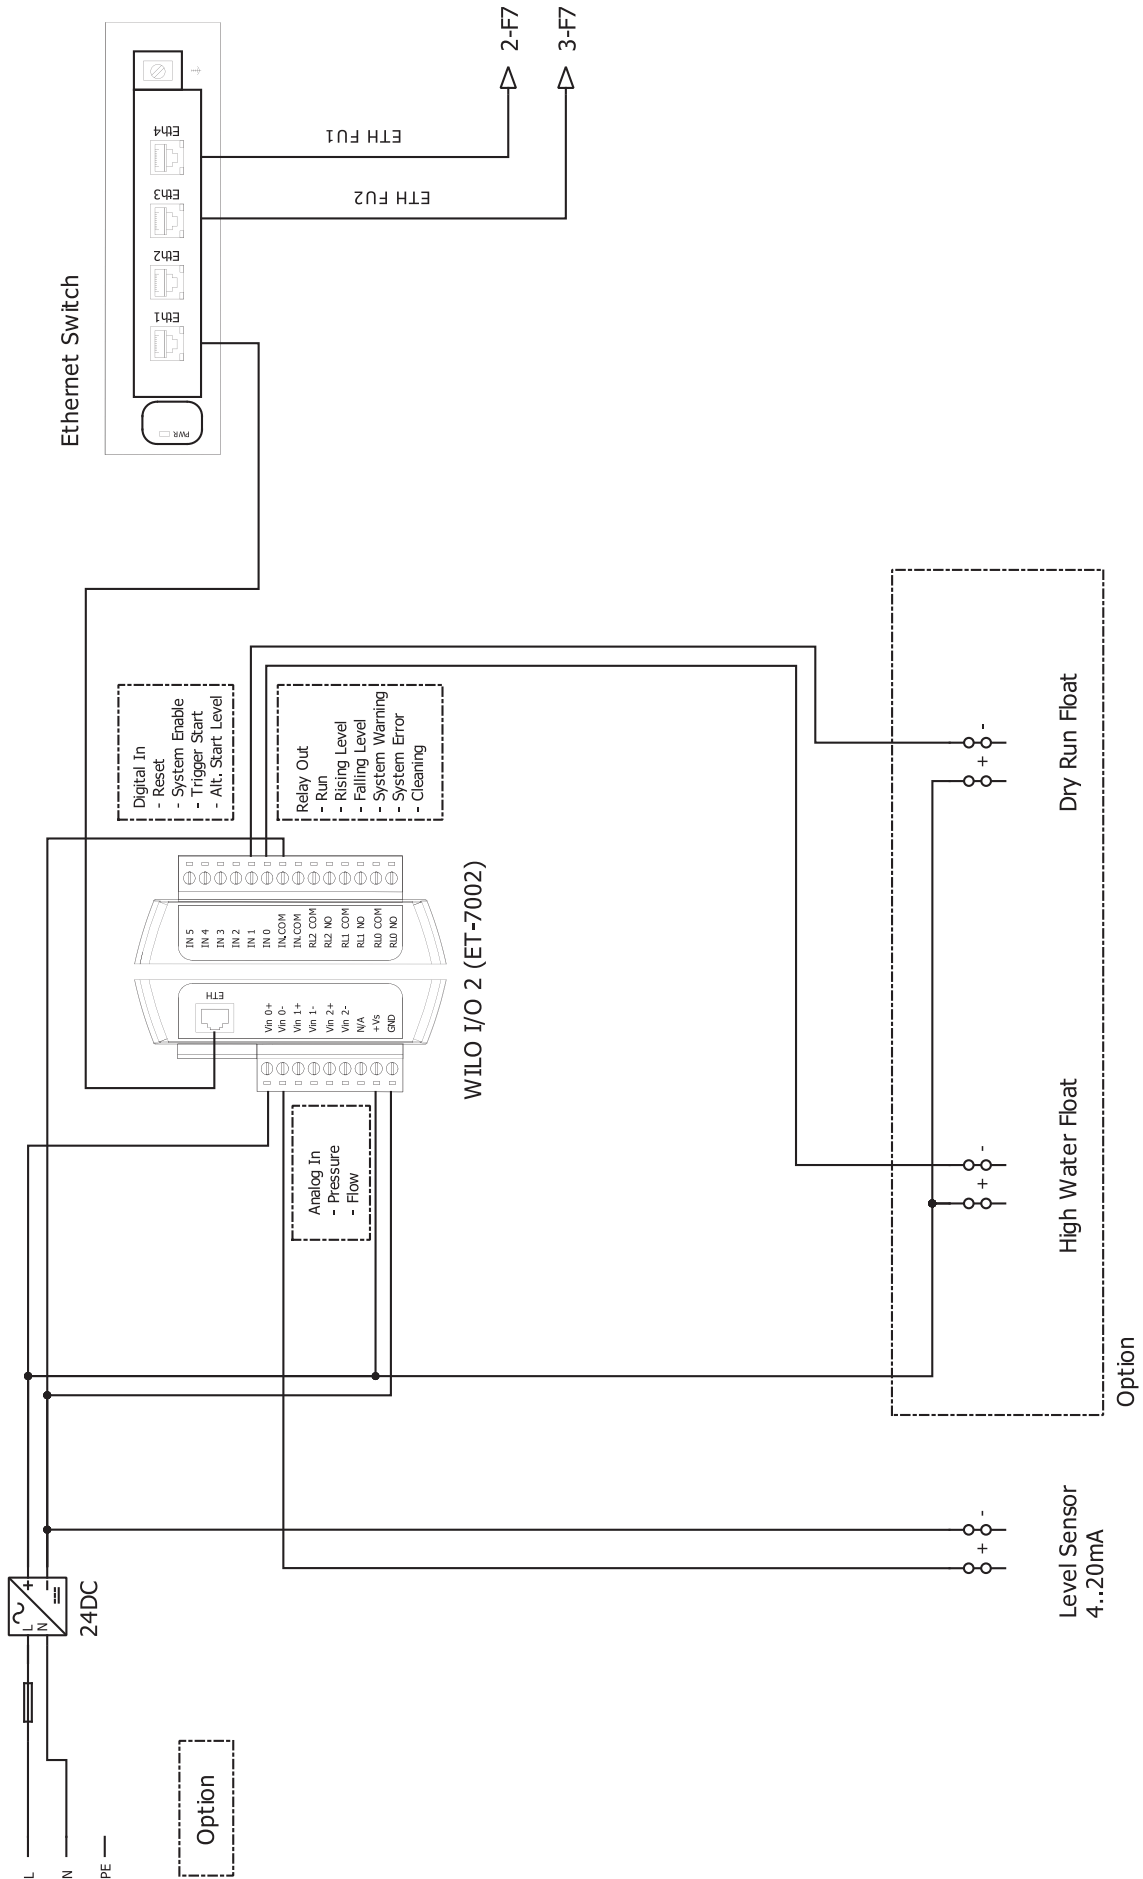 L
N
PE
Option
L
N
+
-
24DC
Level Sensor
4..20mA
+
-
Option
High Water Float
+
-
Dry Run Float
+
-
Analog In
- Pressure
- Flow
WILO I/O 2 (ET-7002)
ETH
Vin 0+
Vin 0-
Vin 1+
Vin 1-
Vin 2+
Vin 2-
N/A
+Vs
GND
IN 5
IN 4
IN 3
IN 2
IN 1
IN 0
IN.COM
IN.COM
RL2 COM
RL2 NO
RL1 COM
RL1 NO
RL0 COM
RL0 NO
Digital In
- Reset
- System Enable
- Trigger Start
- Alt. Start Level
Relay Out
- Run
- Rising Level
- Falling Level
- System Warning
- System Error
- Cleaning
Ethernet Switch
PWR
Eth1
Eth2
Eth3
Eth4
ETH FU1
ETH FU2
2-F7
3-F7